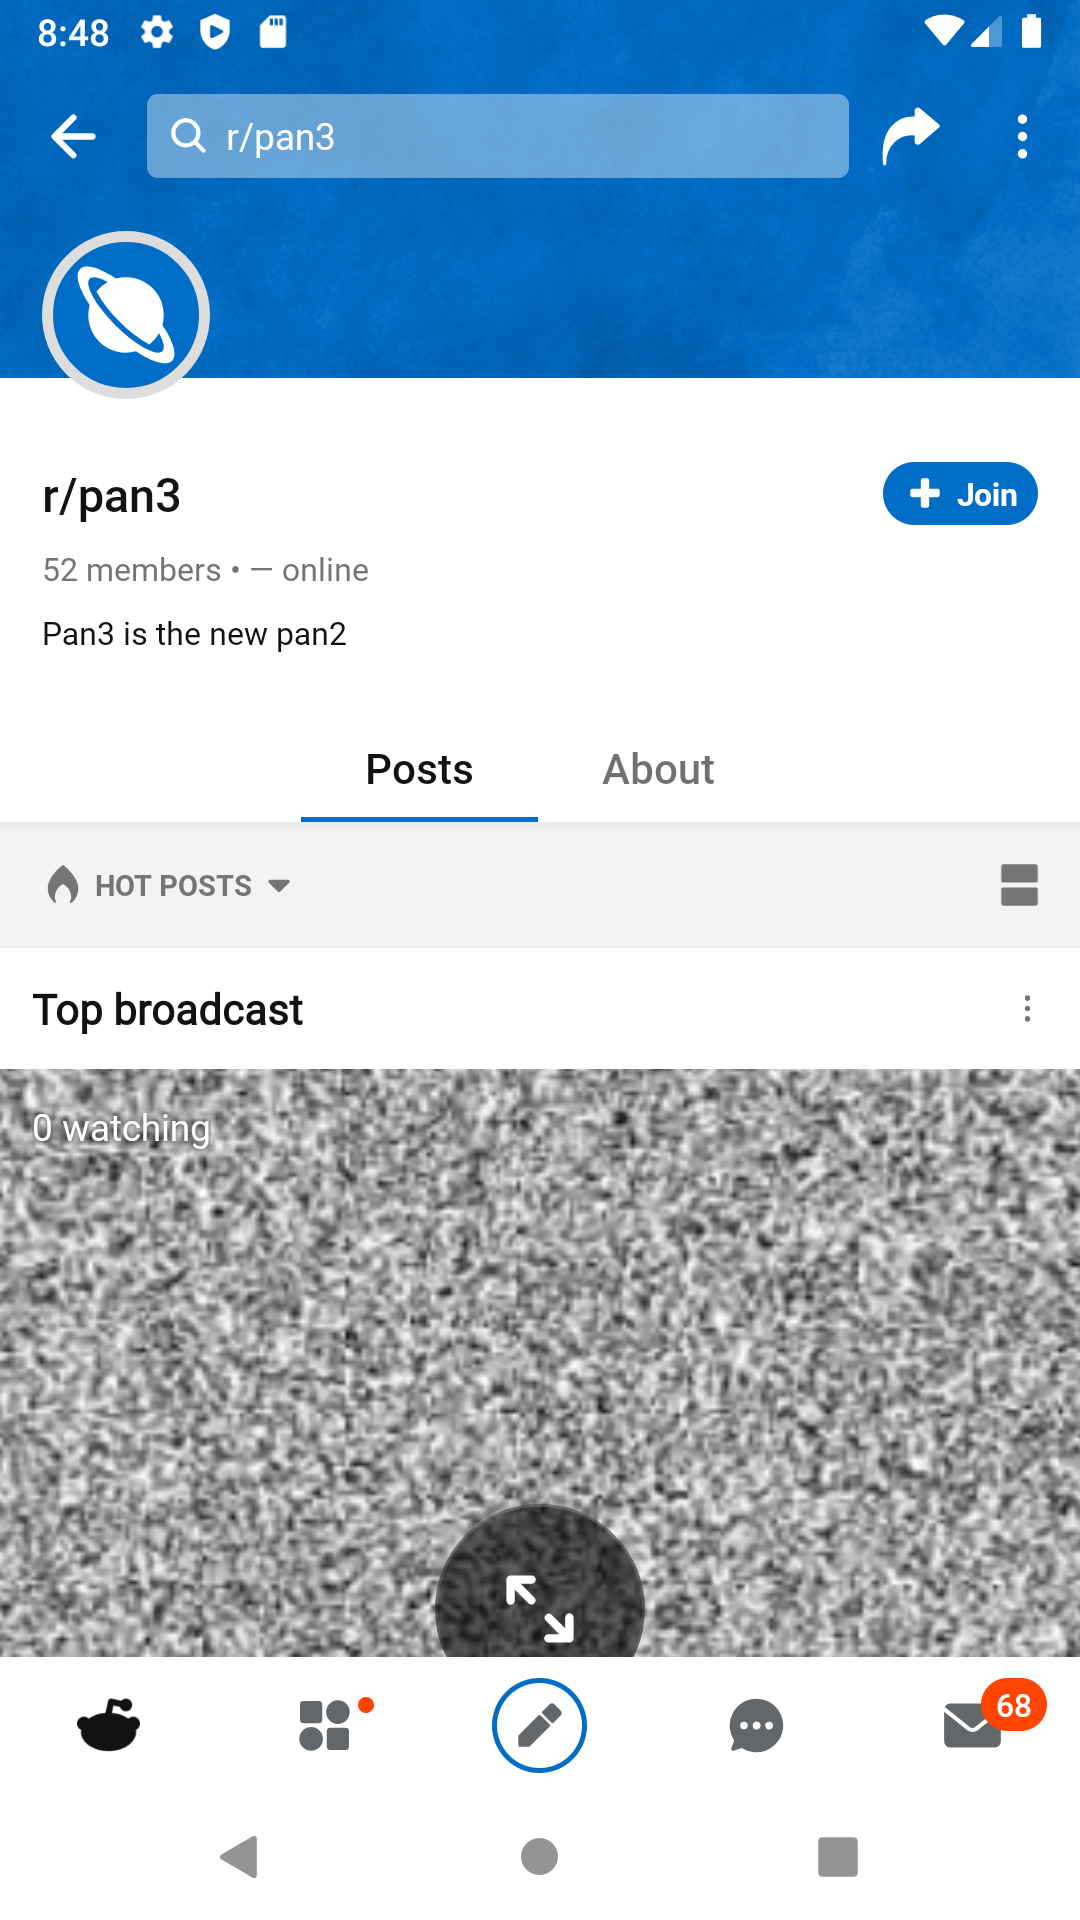 8:48
r/pan3
r/pan3
Join
52 members • — online
Pan3 is the new pan2
Posts
About
HOT POSTS
Top broadcast
0 watching
68